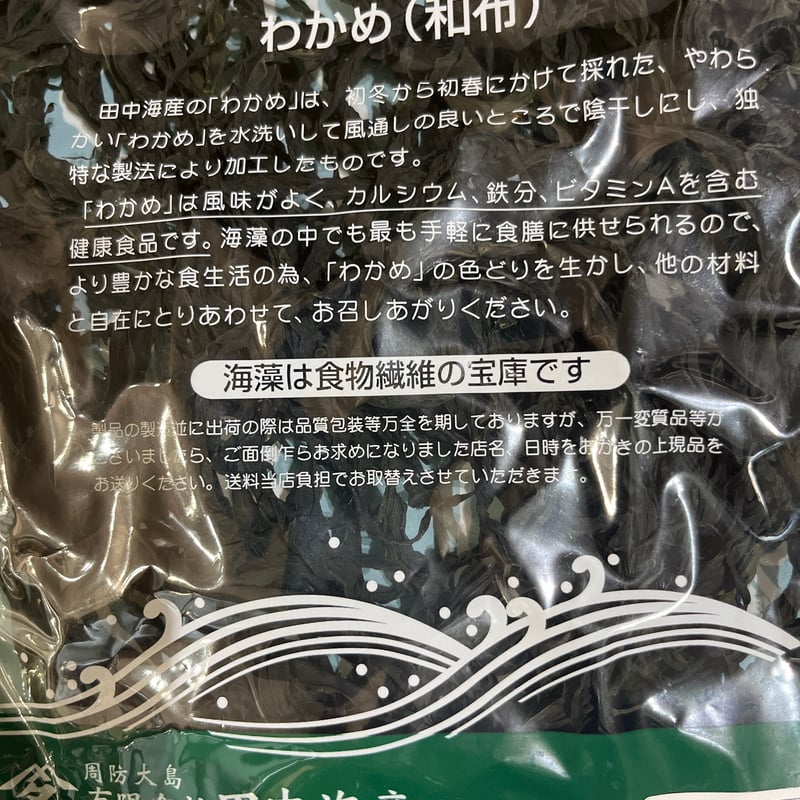 わかめ(和布)
田中海産の「わかめ」は、初冬から初春にかけて採れた、やわら
かい「わかめ」を水洗いして風通しの良いところで陰干しにし、独
特な製法により加工したものです。
「わかめ」は風味がよく、カルシウム、鉄分、ビタミンAを含む
健康食品です。海藻の中でも最も手軽に食膳に供せられるので、
より豊かな食生活の為、「わかめ」の色どりを生かし、他の材料
と自在にとりあわせて、お召しあがりください。
海藻は食物繊維の宝庫です
製品の製造並に出荷の際は品質包装等万全を期しておりますが、万一変質品等が
ございましたら、ご面倒乍らお求めになりました店名、日時をおかきの上現品を
お送りください。送料当店負担でお取替えさせていただきます。
周防大島
有限会社田中海産